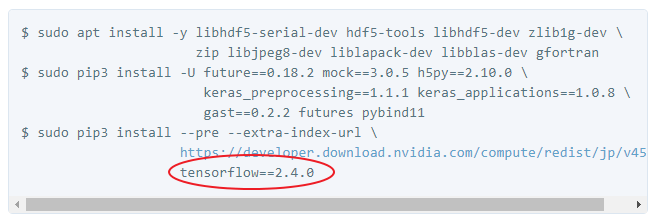 $ sudo apt install -y libhdf5-serial-dev hdf5-tools libhdf5-dev zlib1g-dev \
zip libjpeg8-dev liblapack-dev libblas-dev gfortran
$ sudo pip3 install -U future==0.18.2 mock==3.0.5 h5py==2.10.0 \
keras_preprocessing==1.1.1 keras_applications==1.0.8 \
gast==0.2.2 futures pybind11
$ sudo pip3 install --pre --extra-index-url \
https://developer.download.nvidia.com/compute/redist/jp/v45
tensorflow==2.4.0